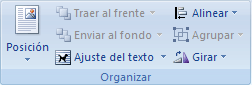 Posición
Traer al frente
Enviar al fondo
Ajuste del texto
Alinear
Agrupar
Girar
Organizar